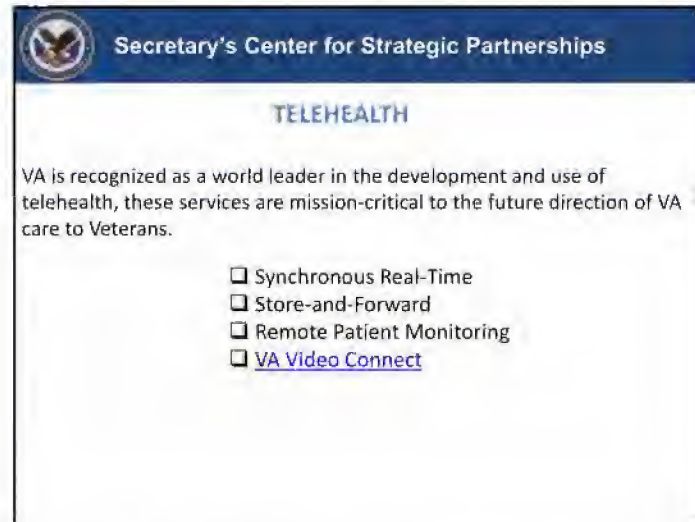 Secretary's Center for Strategic Partnerships
TELEHEALTH
VA is recognized as a world leader in the development and use of
telehealth, these services are mission-critical to the future direction of VA
care to Veterans.
❑ Synchronous Real-Time
❑ Store-and-Forward
❑ Remote Patient Monitoring
❑ VA Video Connect